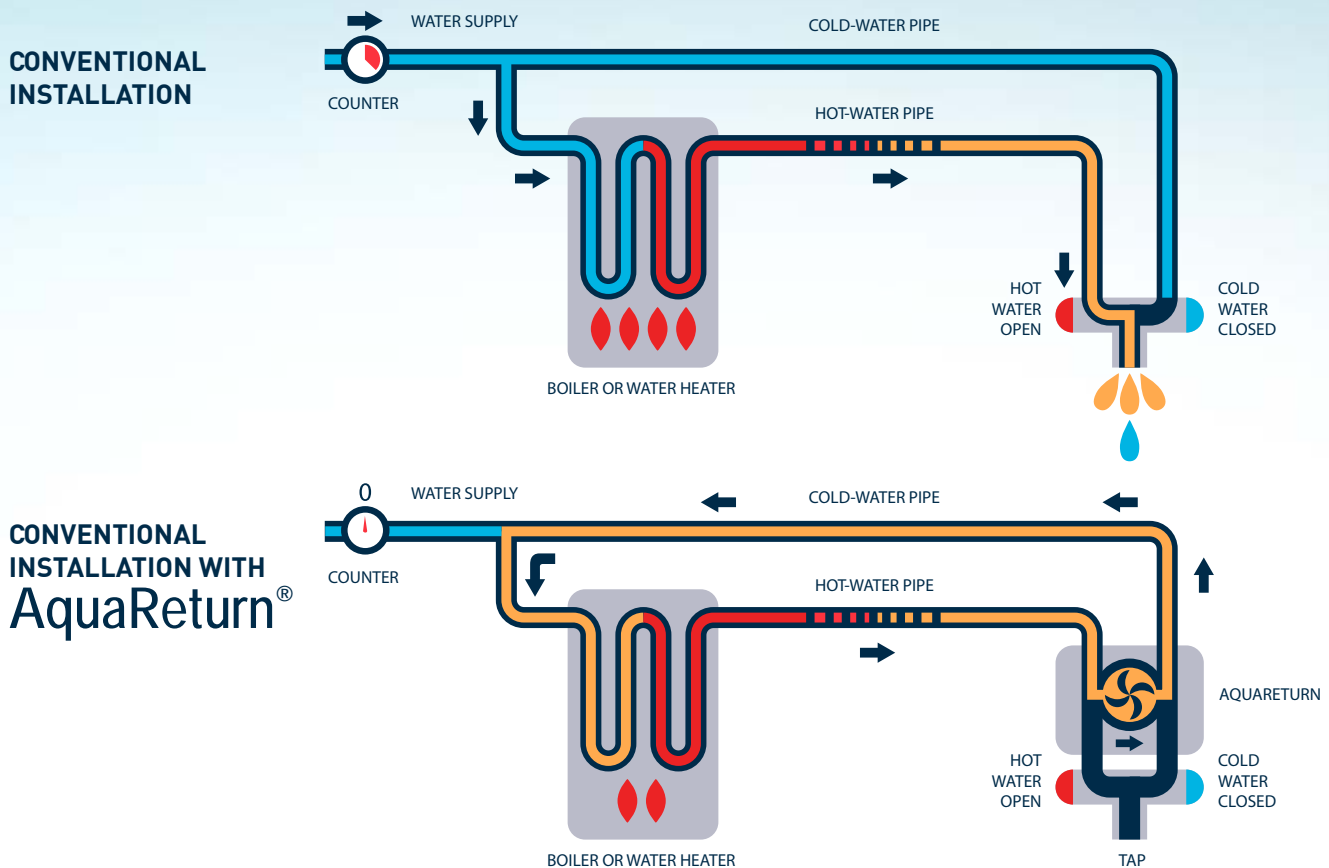 CONVENTIONAL
INSTALLATION
WATER SUPPLY
COUNTER
COLD-WATER PIPE
HOT-WATER PIPE
BOILER OR WATER HEATER
HOT
WATER
OPEN
COLD
WATER
CLOSED
CONVENTIONAL
INSTALLATION WITH
AquaReturn®
0
WATER SUPPLY
COUNTER
COLD-WATER PIPE
HOT-WATER PIPE
BOILER OR WATER HEATER
AQUARETURN
HOT
WATER
OPEN
COLD
WATER
CLOSED
TAP